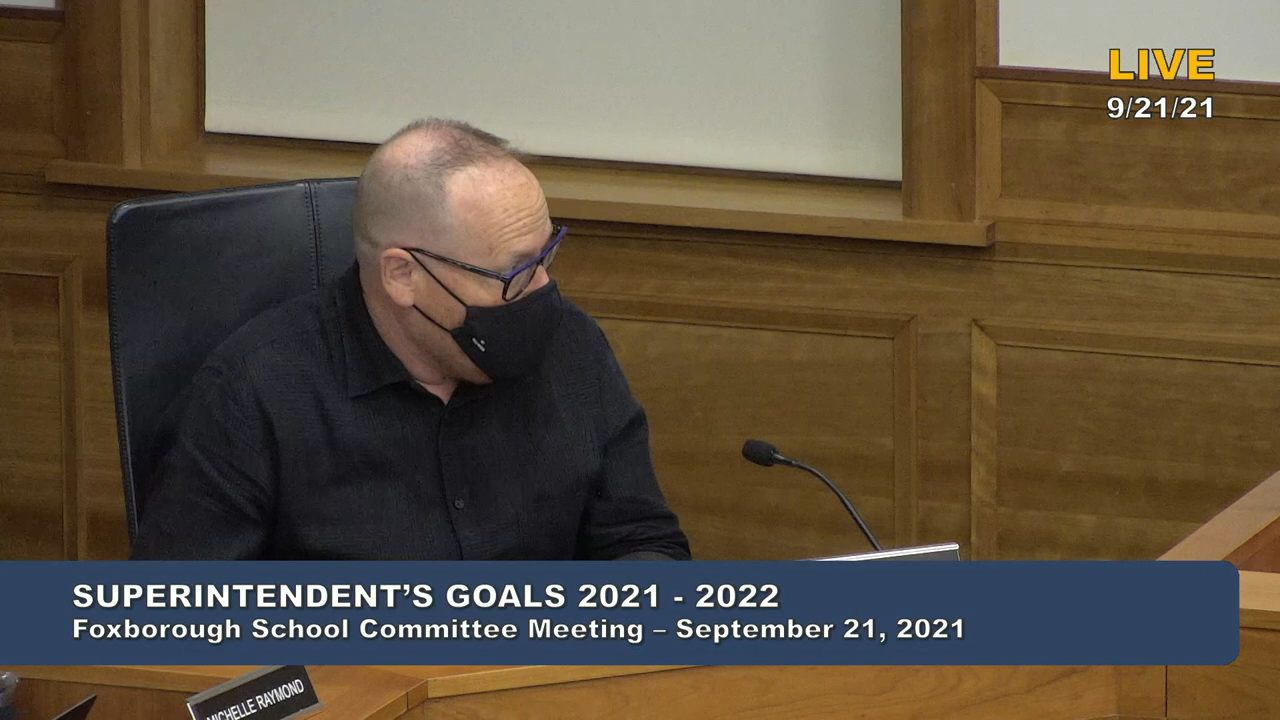 LIVE
9/21/21
SUPERINTENDENT’S GOALS 2021 - 2022
Foxborough School Committee Meeting – September 21, 2021
MICHELLE RAYMOND